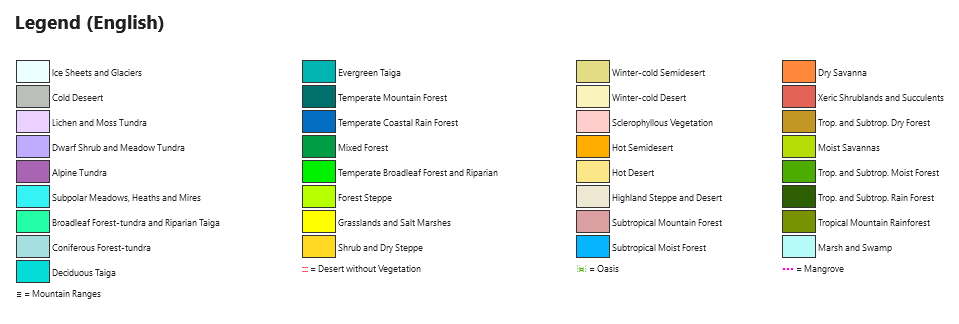 Legend (English)
Ice Sheets and Glaciers
Cold Deseert
Lichen and Moss Tundra
Dwarf Shrub and Meadow Tundra
Alpine Tundra
Subpolar Meadows, Heaths and Mires
Broadleaf Forest-tundra and Riparian Taiga
Coniferous Forest-tundra
Deciduous Taiga
= Mountain Ranges
Evergreen Taiga
Temperate Mountain Forest
Temperate Coastal Rain Forest
Mixed Forest
Temperate Broadleaf Forest and Riparian
Forest Steppe
Grasslands and Salt Marshes
Shrub and Dry Steppe
= Desert without Vegetation
Winter-cold Semidesert
Winter-cold Desert
Sclerophyllous Vegetation
Hot Semidesert
Hot Desert
Highland Steppe and Desert
Subtropical Mountain Forest
Subtropical Moist Forest
= Oasis
Dry Savanna
Xeric Shrublands and Succulents
Trop. and Subtrop. Dry Forest
Moist Savannas
Trop. and Subtrop. Moist Forest
Trop. and Subtrop. Rain Forest
Tropical Mountain Rainforest
Marsh and Swamp
= Mangrove